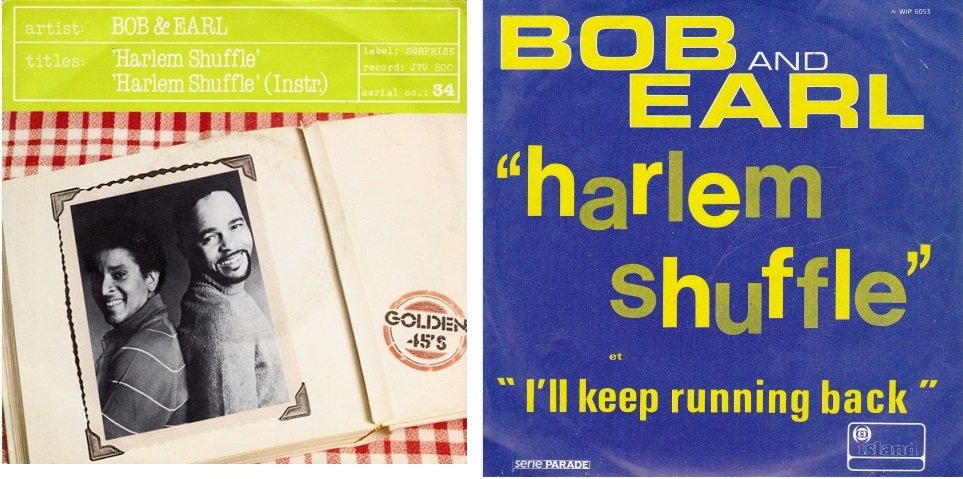 artist: BOB & EARL
titles: 'Harlem Shuffle'
'Harlem Shuffle' (Instr.)
label: SURPRISE
record: JTU 800
serial no.: 34
GOLDEN
45'S
WIP 6053
BOB AND
EARL
“harlem
shuffle”
et
“I'll keep running back”
island
serie PARADE